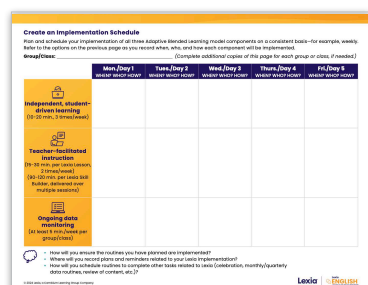 Create an Implementation Schedule
Plan and schedule your implementation of all three Adaptive Blended Learning model components on a consistent basis–for example, weekly.
Refer to the options on the previous page as you record when, who, and how each component will be implemented.
Group/Class: (Complete additional copies of this page for each group or class, if needed.)
Mon./Day 1 Tues./Day 2 Wed./Day 3 Thurs./Day 4 Fri./Day 5
WHEN? WHO? HOW? WHEN? WHO? HOW? WHEN? WHO? HOW? WHEN? WHO? HOW? WHEN? WHO? HOW?
Independent, student-
driven learning
(15-20 min., 3 times/week)
Teacher-facilitated
instruction
(15-30 min. per Lexia Lesson,
2 times/week)
(90-120 min. per Lexia Skill
Builder, delivered over
multiple sessions)
Ongoing data
monitoring
(At least 5 min./week per
group/class)
• How will you ensure the routines you have planned are implemented?
• Where will you record plans and reminders related to your Lexia implementation?
• How will you schedule routines to complete other tasks related to Lexia (celebration, monthly/quarterly
data routines, review of content, etc.)?
Lexia
ENGLISH